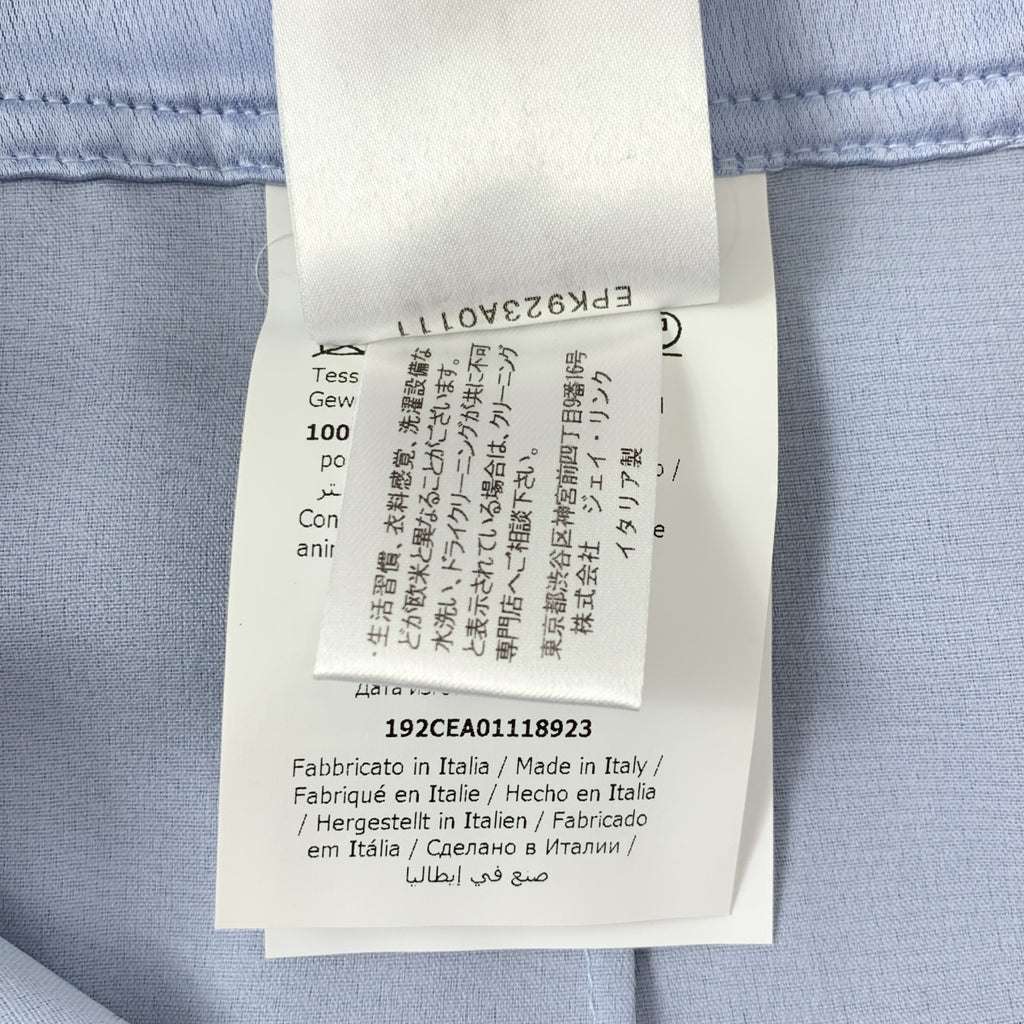 EPK923A0111
・生活習慣、衣料感覚、洗濯設備な
どが欧米と異なることがございます。
水洗い、ドライクリーニングが共に不可
と表示されている場合は、クリーニング
専門店へご相談下さい。
東京都渋谷区神宮前四丁目9番16号
株式会社 ジェイ・リンク
イタリア製
100
192CEA01118923
Fabbricato in Italia / Made in Italy /
Fabriqué en Italie / Hecho en Italia
/ Hergestellt in Italien / Fabricado
em Itália / Сделано в Италии /
صنع في إيطاليا